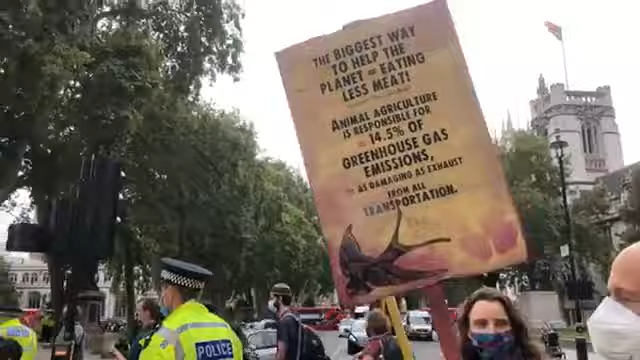 THE BIGGEST WAY
TO HELP THE
PLANET = EATING
LESS MEAT!
ANIMAL AGRICULTURE
IS RESPONSIBLE FOR
≈ 14.5% OF
GREENHOUSE GAS
EMISSIONS,
≈ AS DAMAGING AS EXHAUST
FROM ALL
TRANSPORTATION.
POLICE